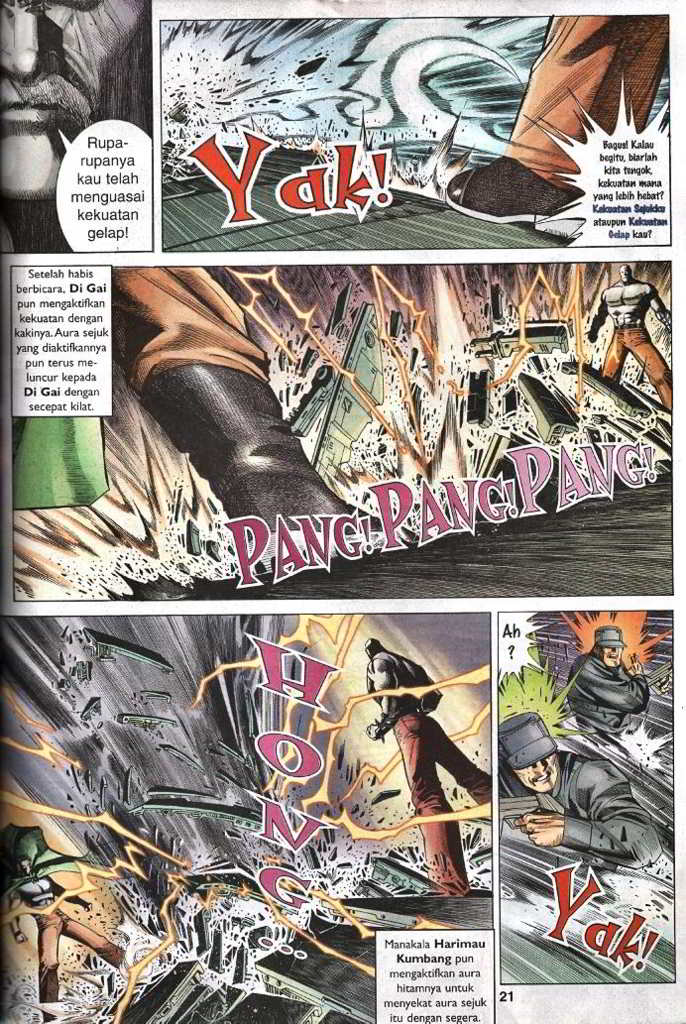 Rupa-
rupanya
kau telah
menguasai
kekuatan
gelap!
Yak!
Bagus! Kalau
begitu, biarlah
kita tengok,
kekuatan mana
yang lebih hebat?
Kekuatan Sejukku
ataupun Kekuatan
Gelap kau?
Setelah habis
berbicara, Di Gai
pun mengaktifkan
kekuatan dengan
kakinya. Aura sejuk
yang diaktifkannya
pun terus me-
luncur kepada
Di Gai dengan
secepat kilat.
PANG! PANG! PANG!
HONG
Manakala Harimau
Kumbang pun
mengaktifkan aura
hitamnya untuk
menyekat aura sejuk
itu dengan segera.
Ah
?
Yak!
21